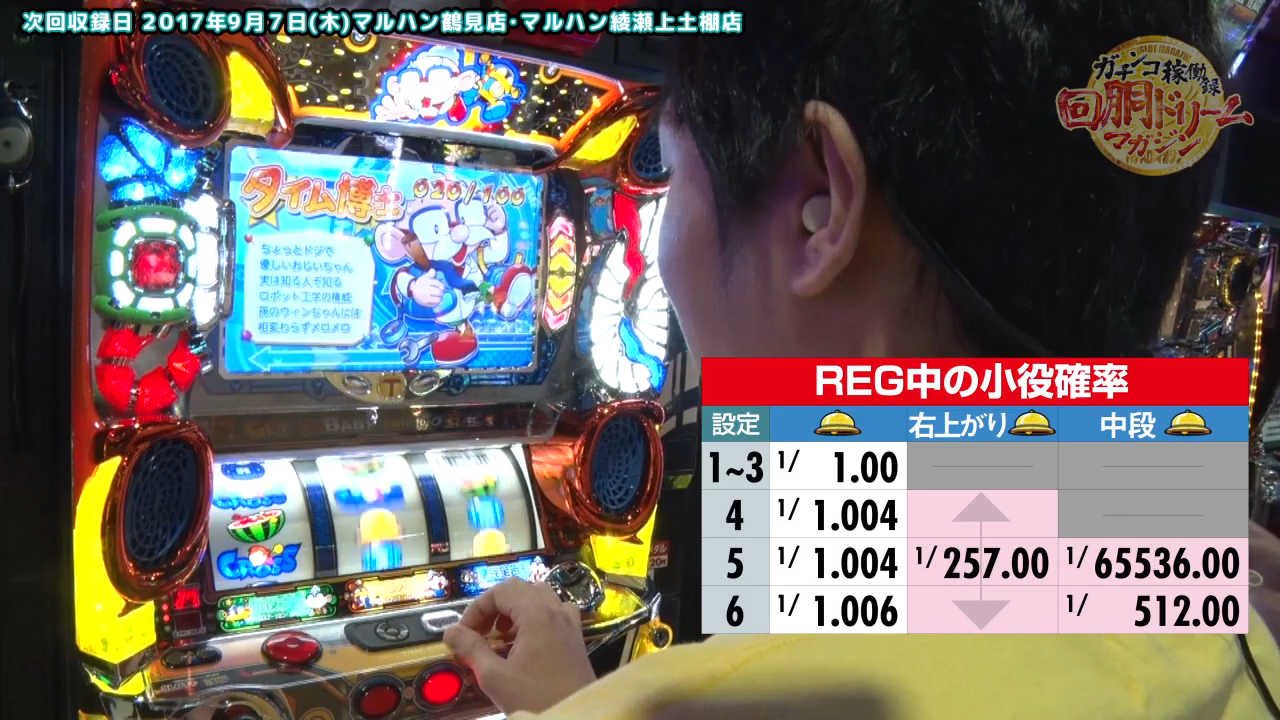 次回収録日 2017年9月7日(木)マルハン鶴見店･マルハン綾瀬上土棚店
SLOT MAGAZINE
ガチンコ稼働録
回胴ドリーム
マガジン
タイム博士 020/100
ちょっとドジで
優しいおじいちゃん
実は知る人ぞ知る
ロボット工学の権威
孫のウィンちゃんには
相変わらずメロメロ
T
CROSS
REG中の小役確率
設定 右上がり 中段
1~3 1/ 1.00
4 1/ 1.004
5 1/ 1.004 1/257.00 1/65536.00
6 1/ 1.006 1/ 512.00